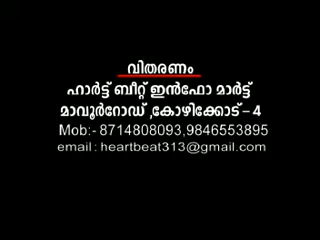 വിതരണം
ഹാർട്ട് ബീറ്റ് ഇൻഫോ മാർട്ട്
മാവൂർറോഡ് ,കോഴിക്കോട് – 4
Mob:- 8714808093,9846553895
email : heartbeat313@gmail.com